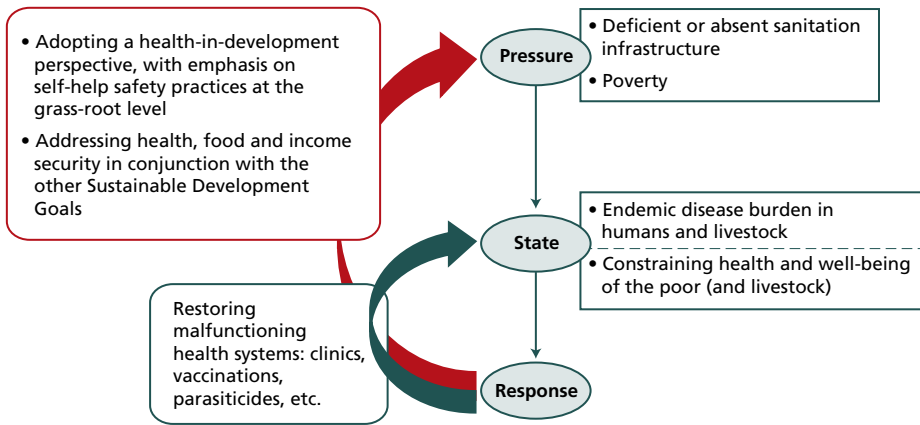 • Adopting a health-in-development
perspective, with emphasis on
self-help safety practices at the
grass-root level
• Addressing health, food and income
security in conjunction with the
other Sustainable Development
Goals
Pressure
• Deficient or absent sanitation
infrastructure
• Poverty
State
• Endemic disease burden in
humans and livestock
• Constraining health and well-being
of the poor (and livestock)
Restoring
malfunctioning
health systems: clinics,
vaccinations,
parasiticides, etc.
Response